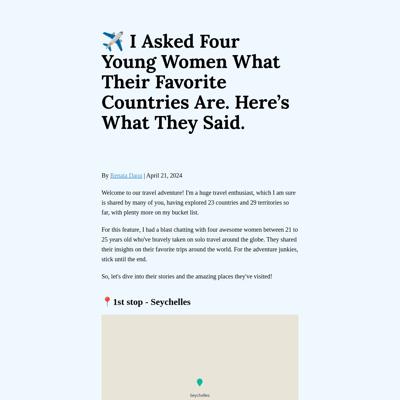 ✈️ I Asked Four
Young Women What
Their Favorite
Countries Are. Here’s
What They Said.
By Renata Daou | April 21, 2024
Welcome to our travel adventure! I'm a huge travel enthusiast, which I am sure
is shared by many of you, having explored 23 countries and 29 territories so
far, with plenty more on my bucket list.
For this feature, I had a blast chatting with four awesome women between 21 to
25 years old who've bravely taken on solo travel around the globe. They shared
their insights on their favorite trips around the world. For the adventure junkies,
stick until the end.
So, let's dive into their stories and the amazing places they've visited!
📍1st stop - Seychelles
Seychelles